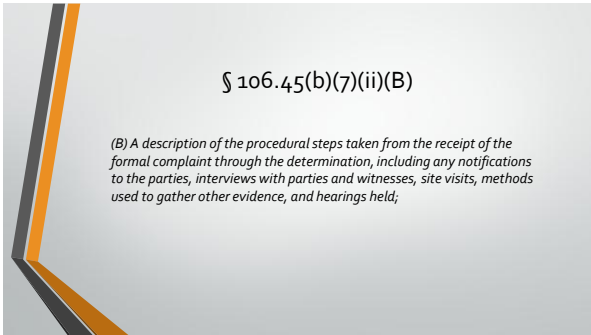 § 106.45(b)(7)(ii)(B)
(B) A description of the procedural steps taken from the receipt of the
formal complaint through the determination, including any notifications
to the parties, interviews with parties and witnesses, site visits, methods
used to gather other evidence, and hearings held;